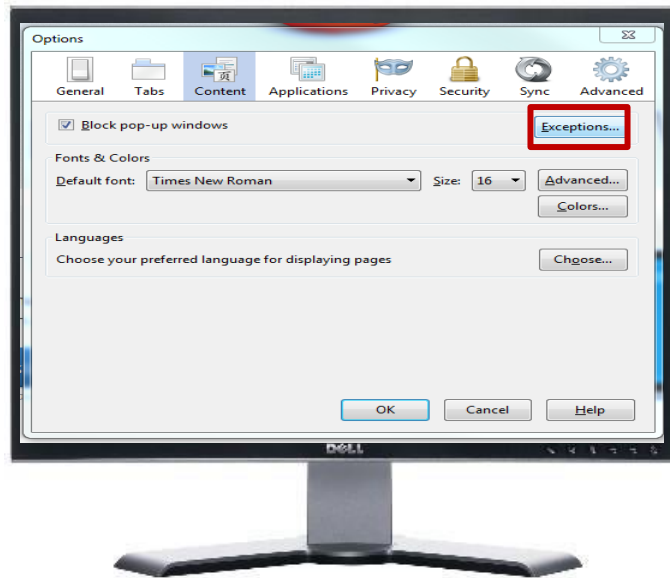 Options
General Tabs Content Applications Privacy Security Sync Advanced
Block pop-up windows Exceptions...
Fonts & Colors
Default font: Times New Roman Size: 16 Advanced...
Colors...
Languages
Choose your preferred language for displaying pages Choose...
OK Cancel Help
DELL